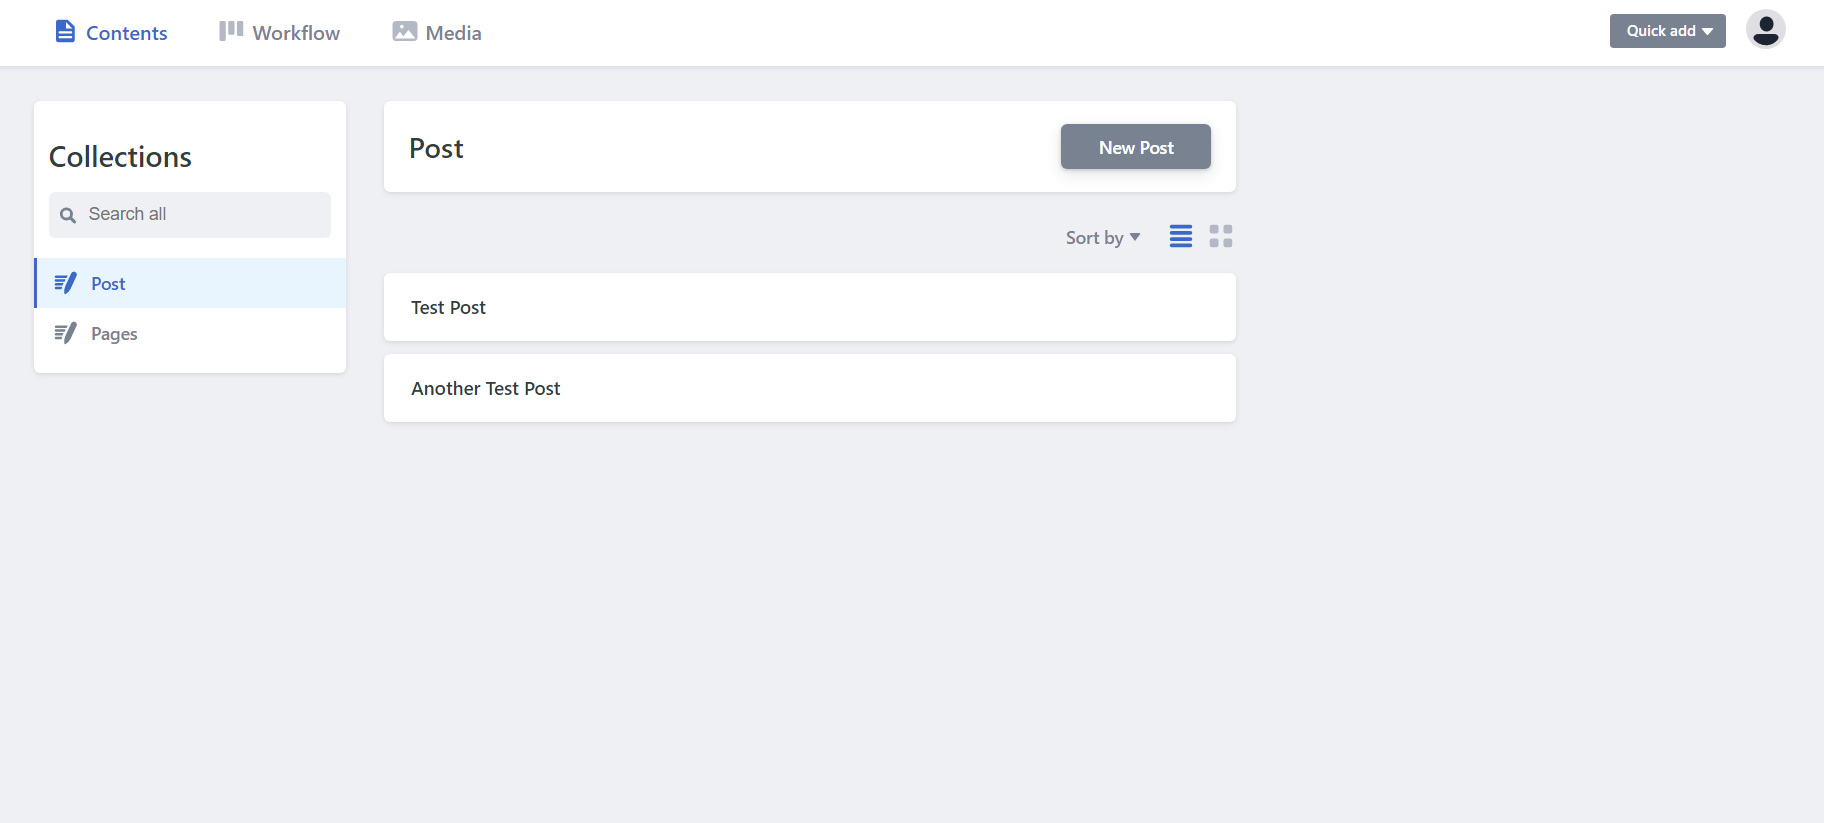 Contents
Workflow
Media
Quick add
Collections
Search all
Post
Pages
Post
New Post
Sort by
Test Post
Another Test Post